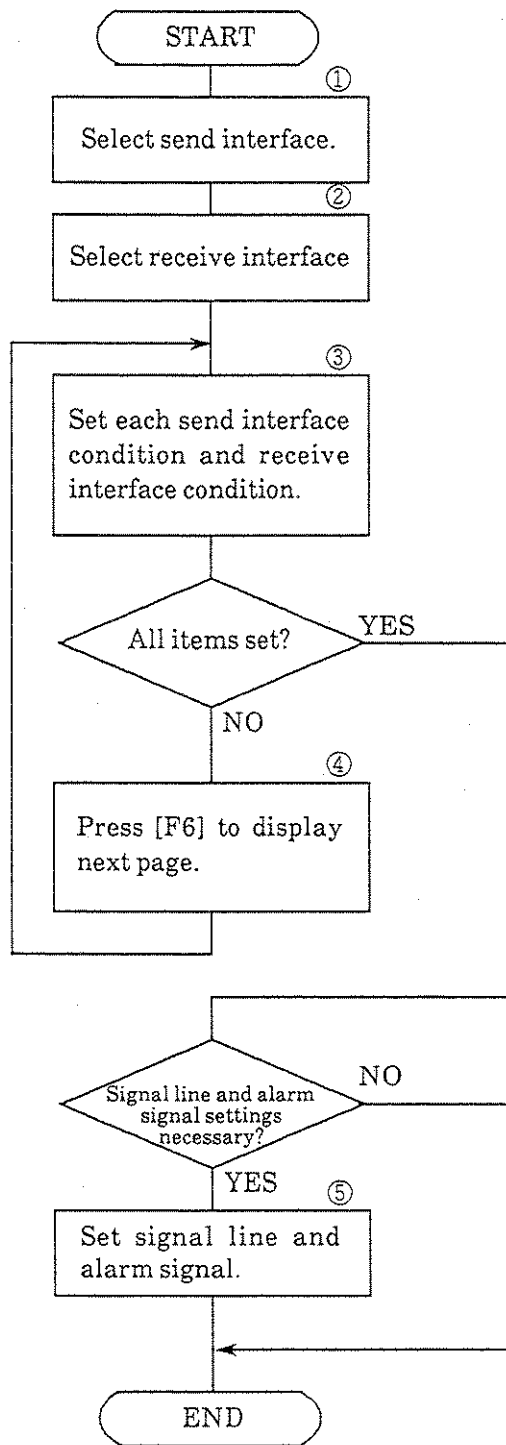 START
①
Select send interface.
②
Select receive interface
③
Set each send interface
condition and receive
interface condition.
All items set?
YES
NO
④
Press [F6] to display
next page.
Signal line and alarm
signal settings
necessary?
NO
YES
⑤
Set signal line and
alarm signal.
END